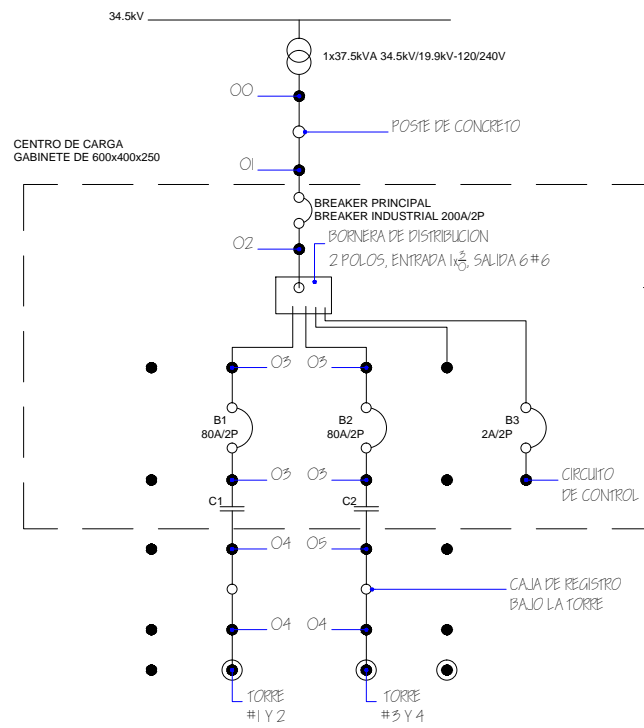 34.5kV
1x37.5kVA 34.5kV/19.9kV-120/240V
00
POSTE DE CONCRETO
CENTRO DE CARGA
GABINETE DE 600x400x250
01
BREAKER PRINCIPAL
BREAKER INDUSTRIAL 200A/2P
02
BORNERA DE DISTRIBUCION
2 POLOS, ENTRADA 1x3/0, SALIDA 6#6
03
03
B1
80A/2P
B2
80A/2P
B3
2A/2P
03
03
CIRCUITO
DE CONTROL
C1
C2
04
05
CAJA DE REGISTRO
BAJO LA TORRE
04
04
TORRE
#1 Y 2
TORRE
#3 Y 4